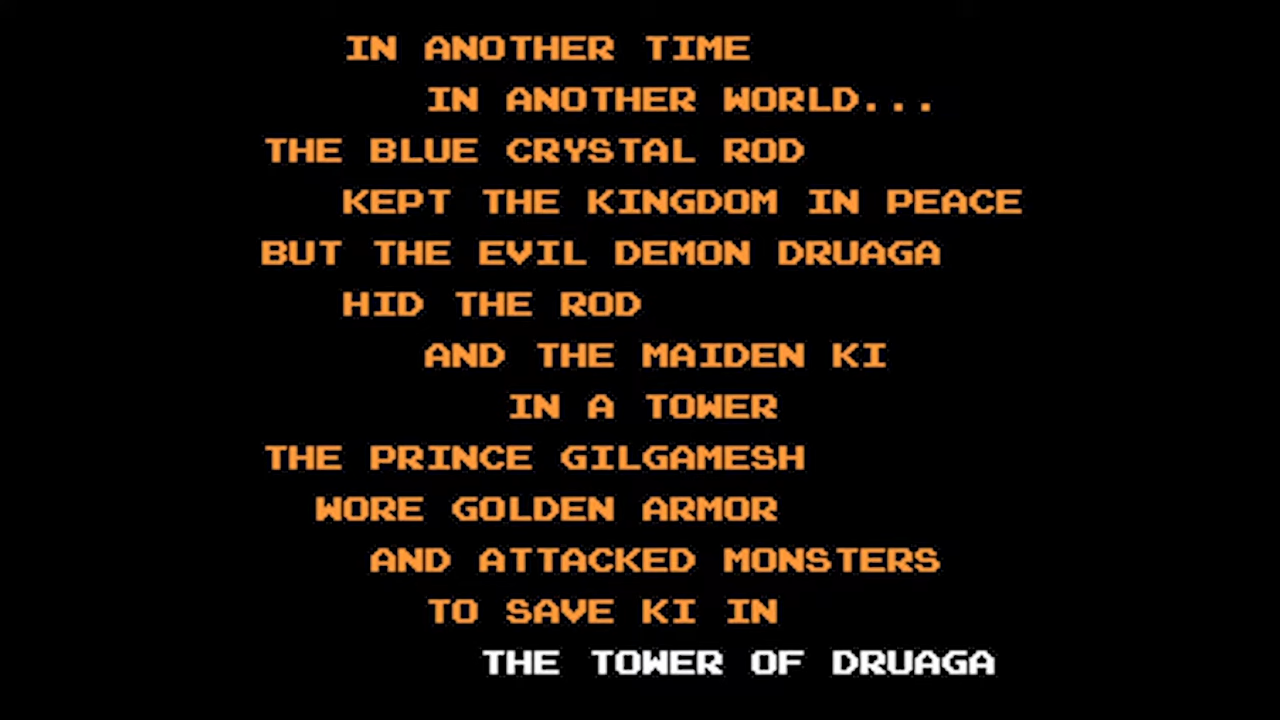 IN ANOTHER TIME
IN ANOTHER WORLD...
THE BLUE CRYSTAL ROD
KEPT THE KINGDOM IN PEACE
BUT THE EVIL DEMON DRUAGA
HID THE ROD
AND THE MAIDEN KI
IN A TOWER
THE PRINCE GILGAMESH
WORE GOLDEN ARMOR
AND ATTACKED MONSTERS
TO SAVE KI IN
THE TOWER OF DRUAGA